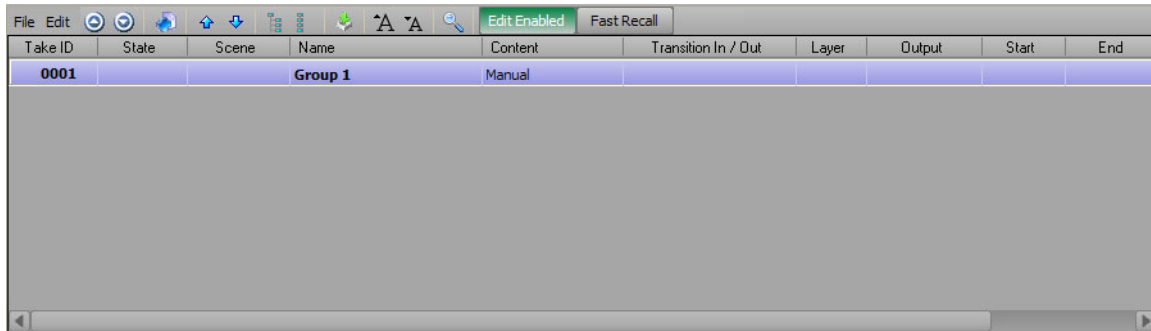 File Edit A A Edit Enabled Fast Recall
Take ID State Scene Name Content Transition In / Out Layer Output Start End
0001 Group 1 Manual